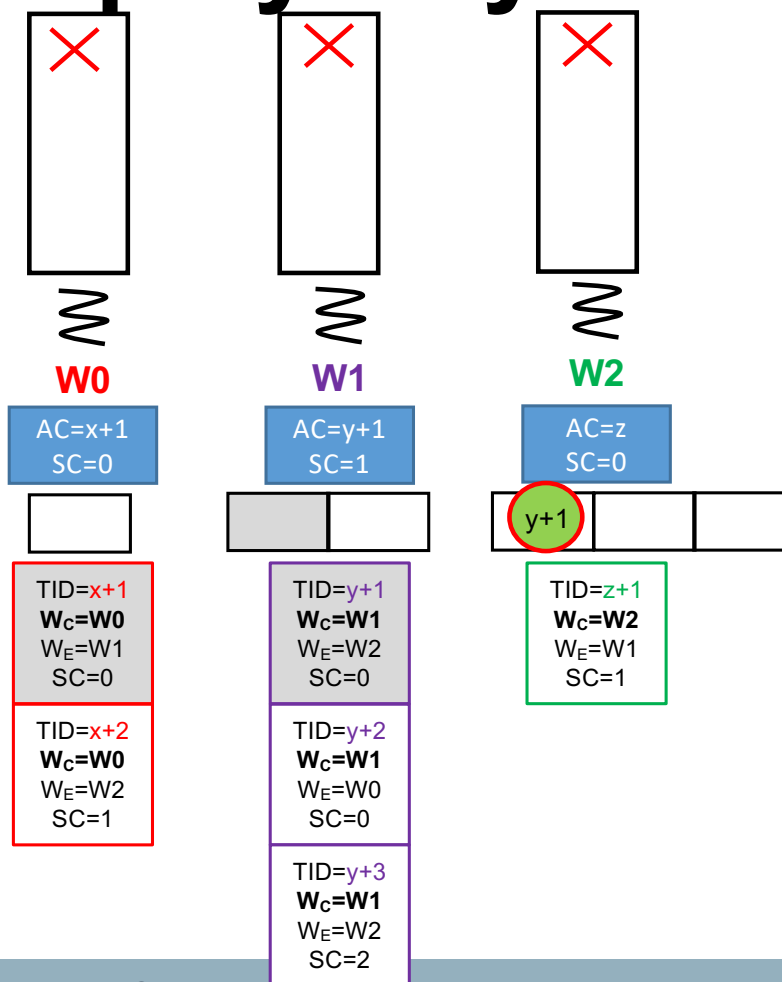 W0
AC=x+1
SC=0
TID=x+1
Wc=W0
WE=W1
SC=0
TID=x+2
Wc=W0
WE=W2
SC=1
W1
AC=y+1
SC=1
TID=y+1
Wc=W1
WE=W2
SC=0
TID=y+2
Wc=W1
WE=W0
SC=0
TID=y+3
Wc=W1
WE=W2
SC=2
W2
AC=z
SC=0
y+1
TID=z+1
Wc=W2
WE=W1
SC=1